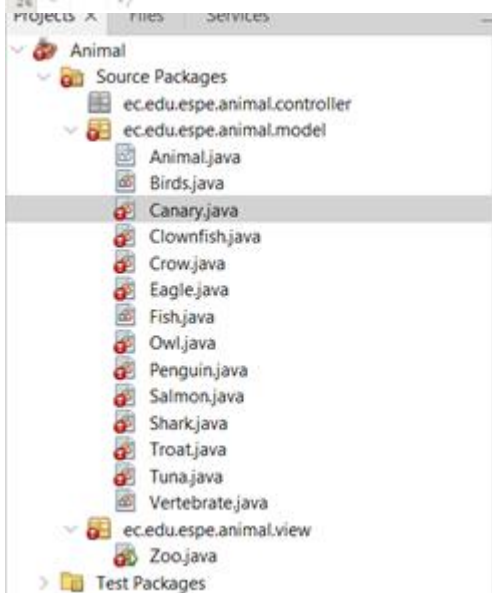 Projects X Files Services
Animal
Source Packages
ec.edu.espe.animal.controller
ec.edu.espe.animal.model
Animal.java
Birds.java
Canary.java
Clownfish.java
Crow.java
Eagle.java
Fish.java
Owl.java
Penguin.java
Salmon.java
Shark.java
Troat.java
Tuna.java
Vertebrate.java
ec.edu.espe.animal.view
Zoo.java
Test Packages